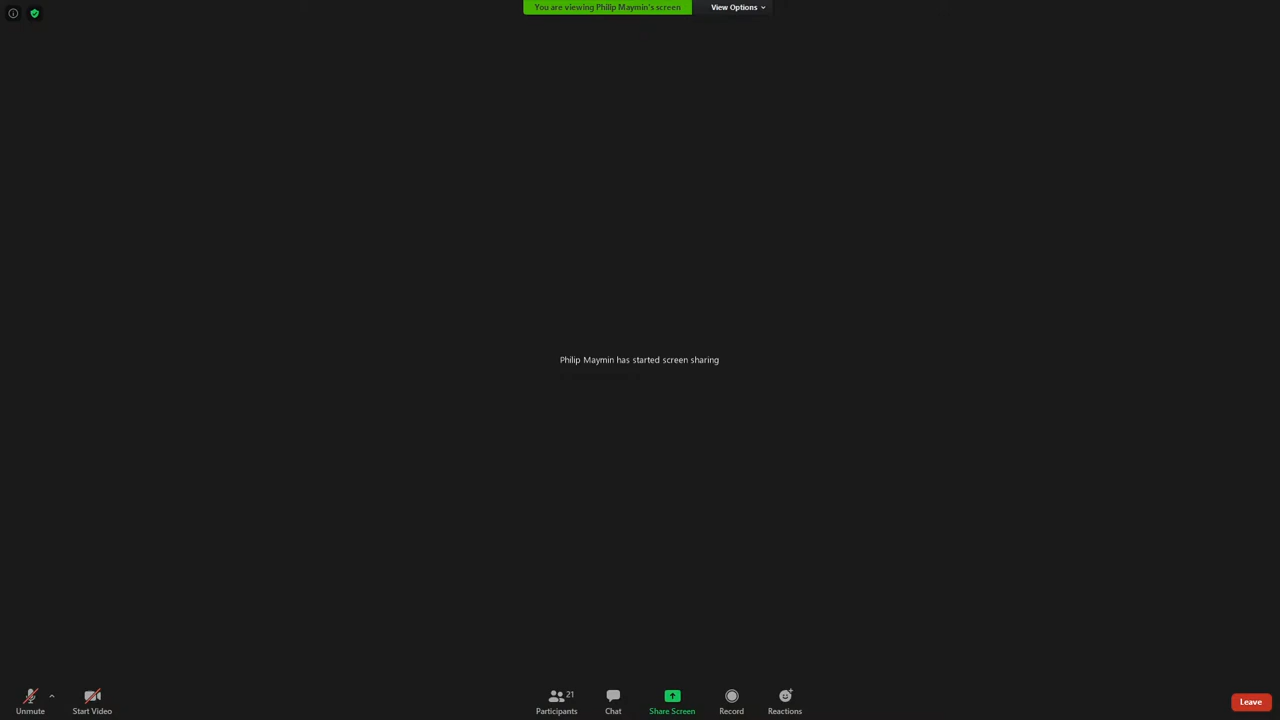 You are viewing Philip Maymin's screen
View Options
Philip Maymin has started screen sharing
Unmute
Start Video
21
Participants
Chat
Share Screen
Record
Reactions
Leave